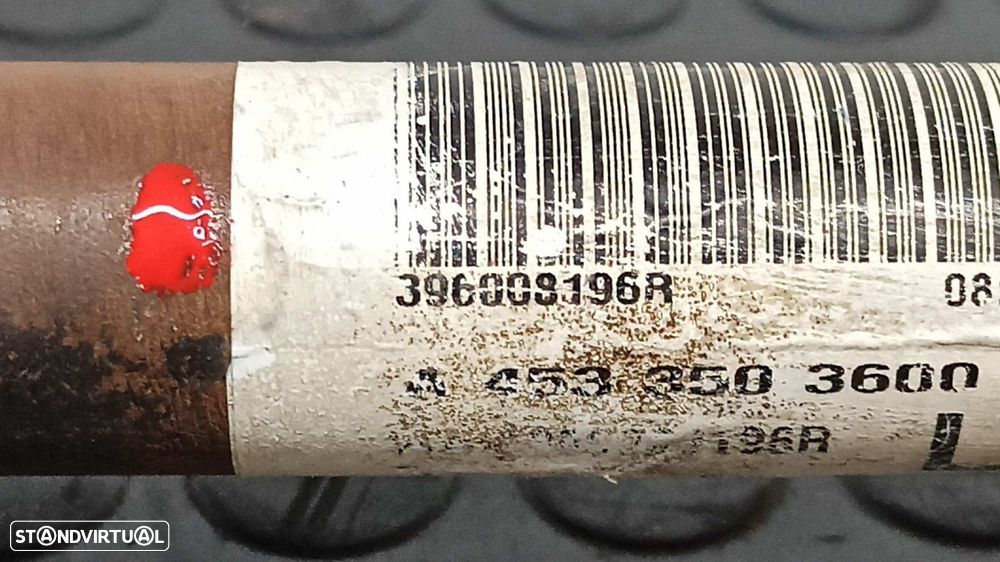 396008196R 08
A 453 350 3600
196R
STANDVIRTUAL